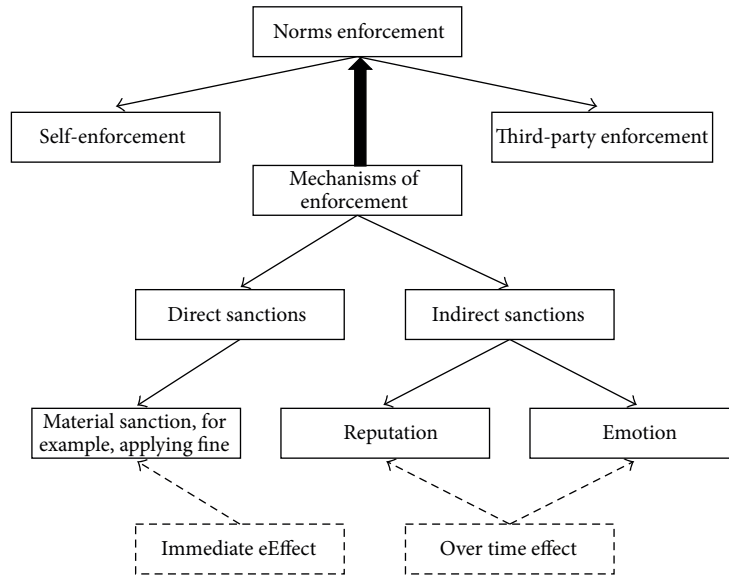 Norms enforcement
Self-enforcement
Third-party enforcement
Mechanisms of
enforcement
Direct sanctions
Indirect sanctions
Material sanction, for
example, applying fine
Reputation
Emotion
Immediate eEffect
Over time effect